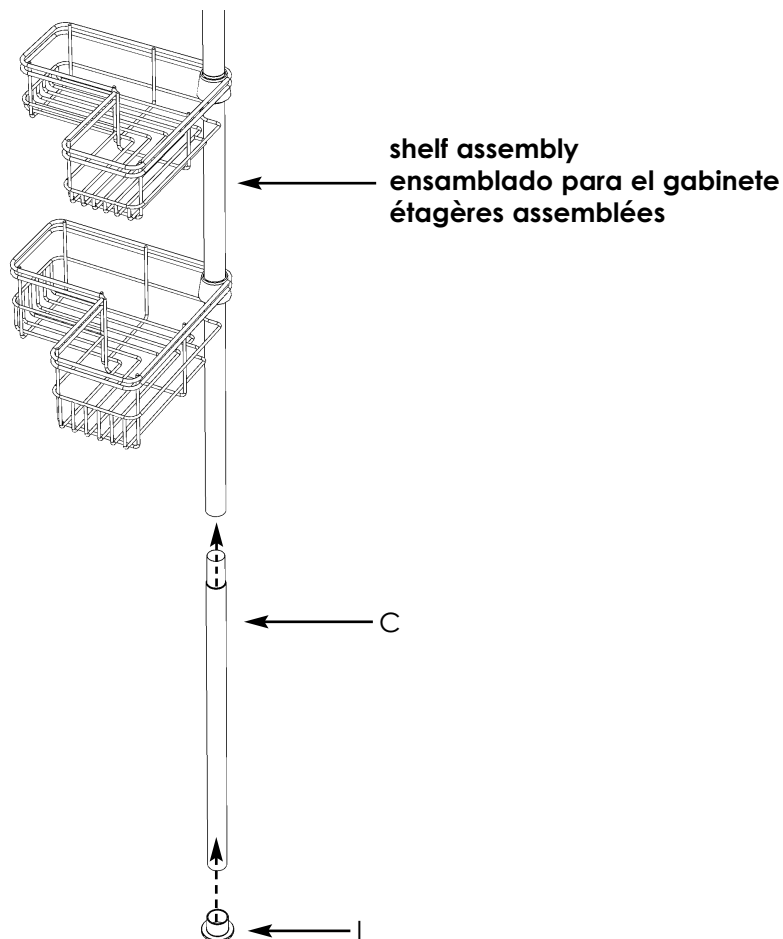 shelf assembly
ensamblado para el gabinete
étagères assemblées
C
I